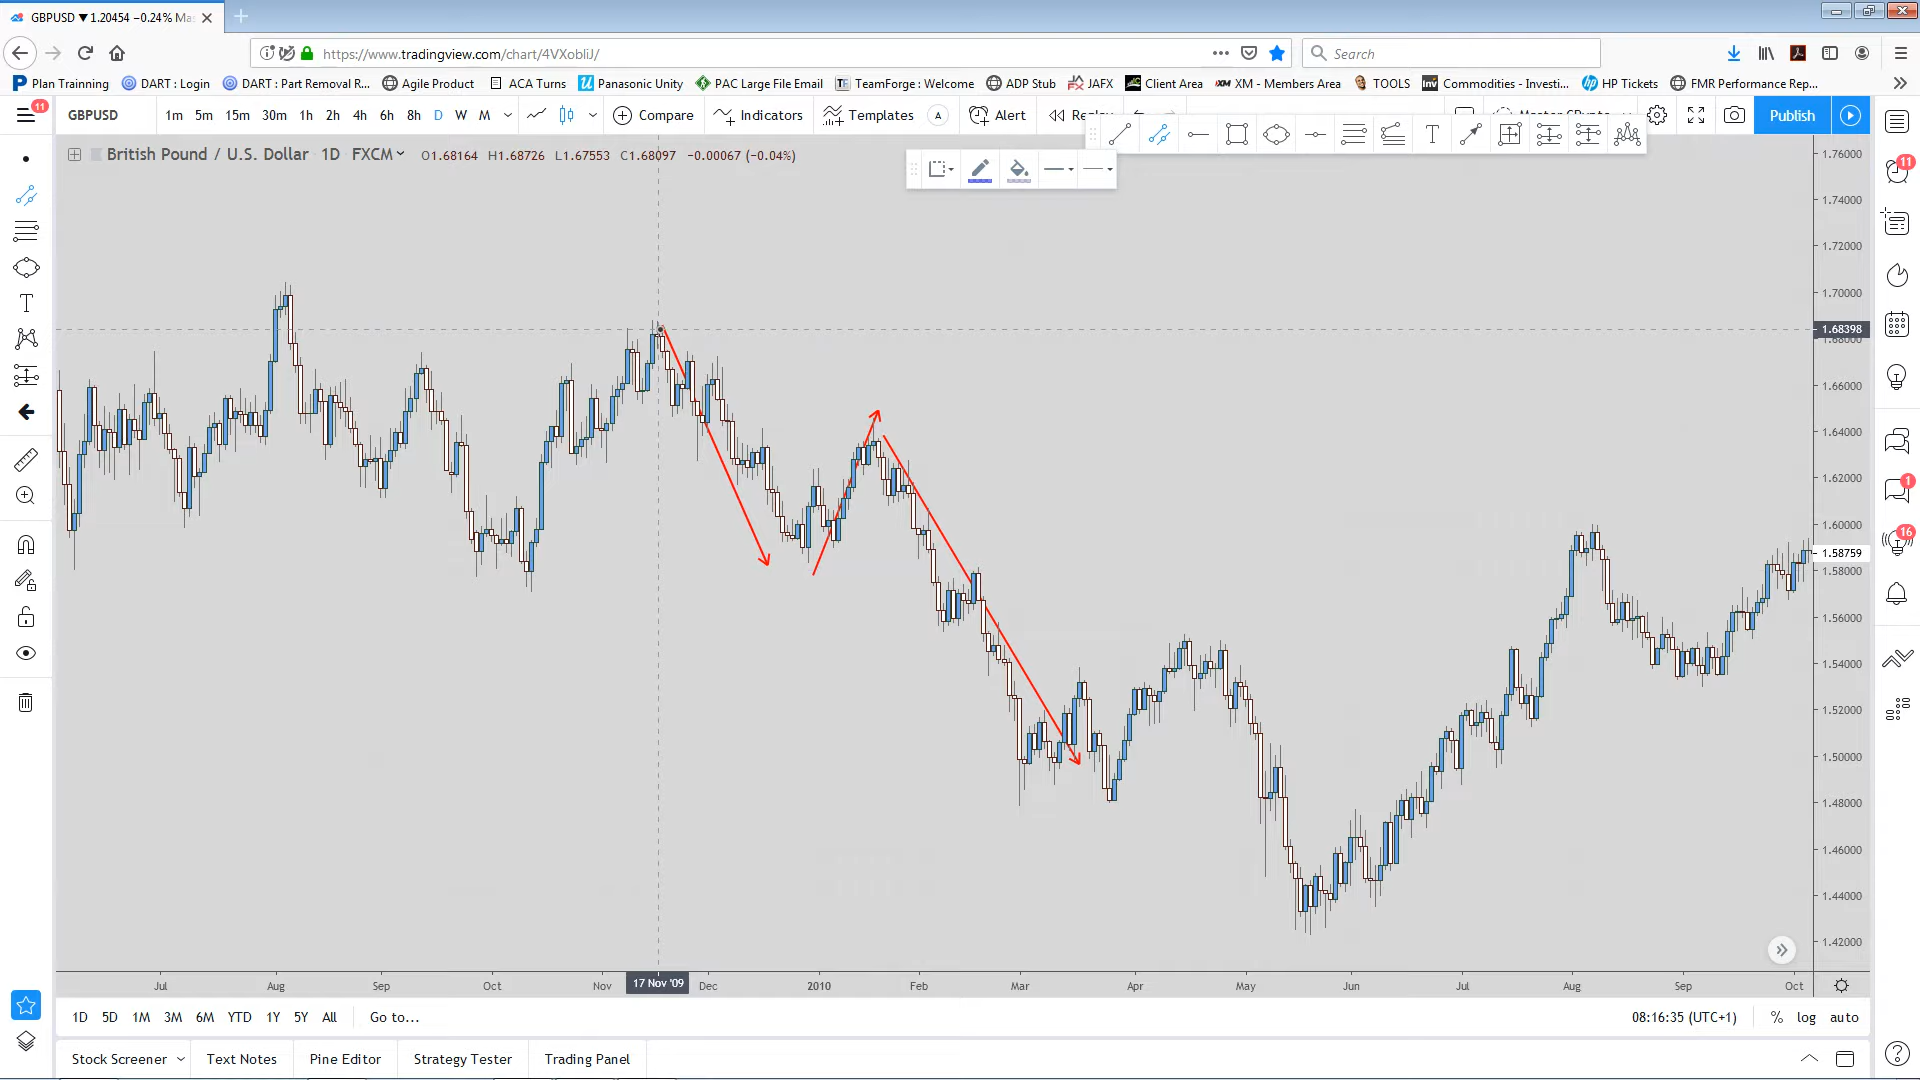 GBPUSD ▼ 1.20454 −0.24% Ma
https://www.tradingview.com/chart/4VXobliJ/
Search
Plan Trainning DART : Login DART : Part Removal R... Agile Product ACA Turns Panasonic Unity PAC Large File Email TeamForge : Welcome ADP Stub JAFX Client Area XM - Members Area TOOLS Commodities - Investi... HP Tickets FMR Performance Rep...
11 GBPUSD 1m 5m 15m 30m 1h 2h 4h 6h 8h D W M Compare Indicators Templates A Alert Publish
British Pound / U.S. Dollar 1D FXCM O1.68164 H1.68726 L1.67553 C1.68097 −0.00067 (−0.04%)
T
1.76000
11
1.74000
1.72000
1.70000
T
1.68398
1.68000
1.66000
1.64000
1.62000
1
1.60000
16
1.58759
1.58000
1.56000
1.54000
1.52000
1.50000
1.48000
1.46000
1.44000
1.42000
Jul Aug Sep Oct Nov 17 Nov '09 Dec 2010 Feb Mar Apr May Jun Jul Aug Sep Oct
1D 5D 1M 3M 6M YTD 1Y 5Y All Go to... 08:16:35 (UTC+1) % log auto
Stock Screener Text Notes Pine Editor Strategy Tester Trading Panel